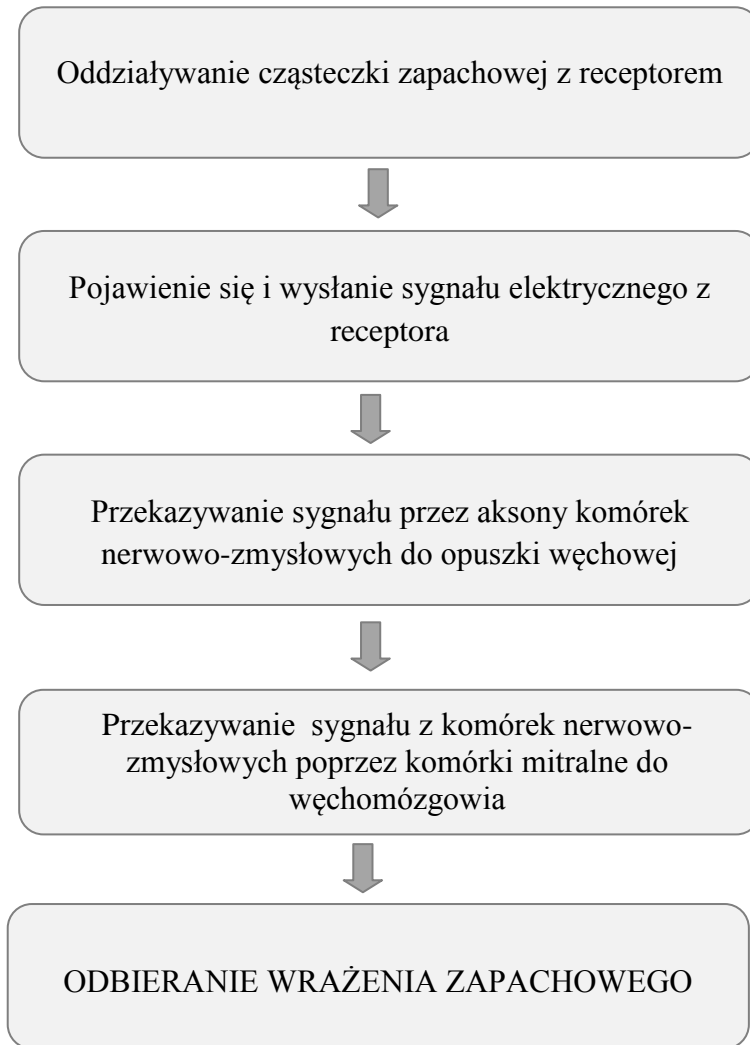 Oddziaływanie cząsteczki zapachowej z receptorem
Pojawienie się i wysłanie sygnału elektrycznego z
receptora
Przekazywanie sygnału przez aksony komórek
nerwowo-zmysłowych do opuszki węchowej
Przekazywanie sygnału z komórek nerwowo-
zmysłowych poprzez komórki mitralne do
węchomózgowia
ODBIERANIE WRAŻENIA ZAPACHOWEGO